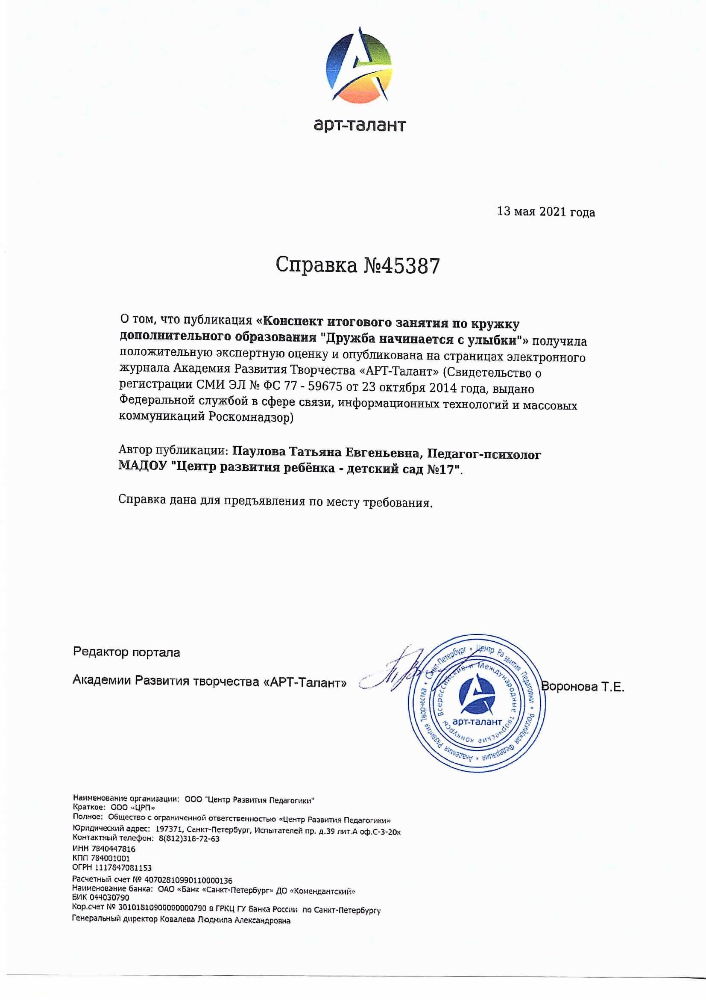 арт-талант
13 мая 2021 года
Справка №45387
О том, что публикация «Конспект итогового занятия по кружку
дополнительного образования "Дружба начинается с улыбки"» получила
положительную экспертную оценку и опубликована на страницах электронного
журнала Академия Развития Творчества «АРТ-Талант» (Свидетельство о
регистрации СМИ ЭЛ № ФС 77 - 59675 от 23 октября 2014 года, выдано
Федеральной службой в сфере связи, информационных технологий и массовых
коммуникаций Роскомнадзор)
Автор публикации: Паулова Татьяна Евгеньевна, Педагог-психолог
МАДОУ "Центр развития ребёнка - детский сад №17".
Справка дана для предъявления по месту требования.
Редактор портала
Академии Развития творчества «АРТ-Талант»
Воронова Т.Е.
Санкт-Петербург • Центр Развития Педагогики • Российская Федерация • Академия Развития Творчества •
Всероссийские и Международные творческие конкурсы
арт-талант
Наименование организации: ООО "Центр Развития Педагогики"
Краткое: ООО «ЦРП»
Полное: Общество с ограниченной ответственностью «Центр Развития Педагогики»
Юридический адрес: 197371, Санкт-Петербург, Испытателей пр. д.39 лит.А оф.С-3-20к
Контактный телефон: 8(812)318-72-63
ИНН 7840447816
КПП 784001001
ОГРН 1117847081153
Расчетный счет № 40702810990110000136
Наименование банка: ОАО «Банк «Санкт-Петербург» ДО «Комендантский»
БИК 044030790
Кор.счет № 30101810900000000790 в ГРКЦ ГУ Банка России по Санкт-Петербургу
Генеральный директор Ковалева Людмила Александровна